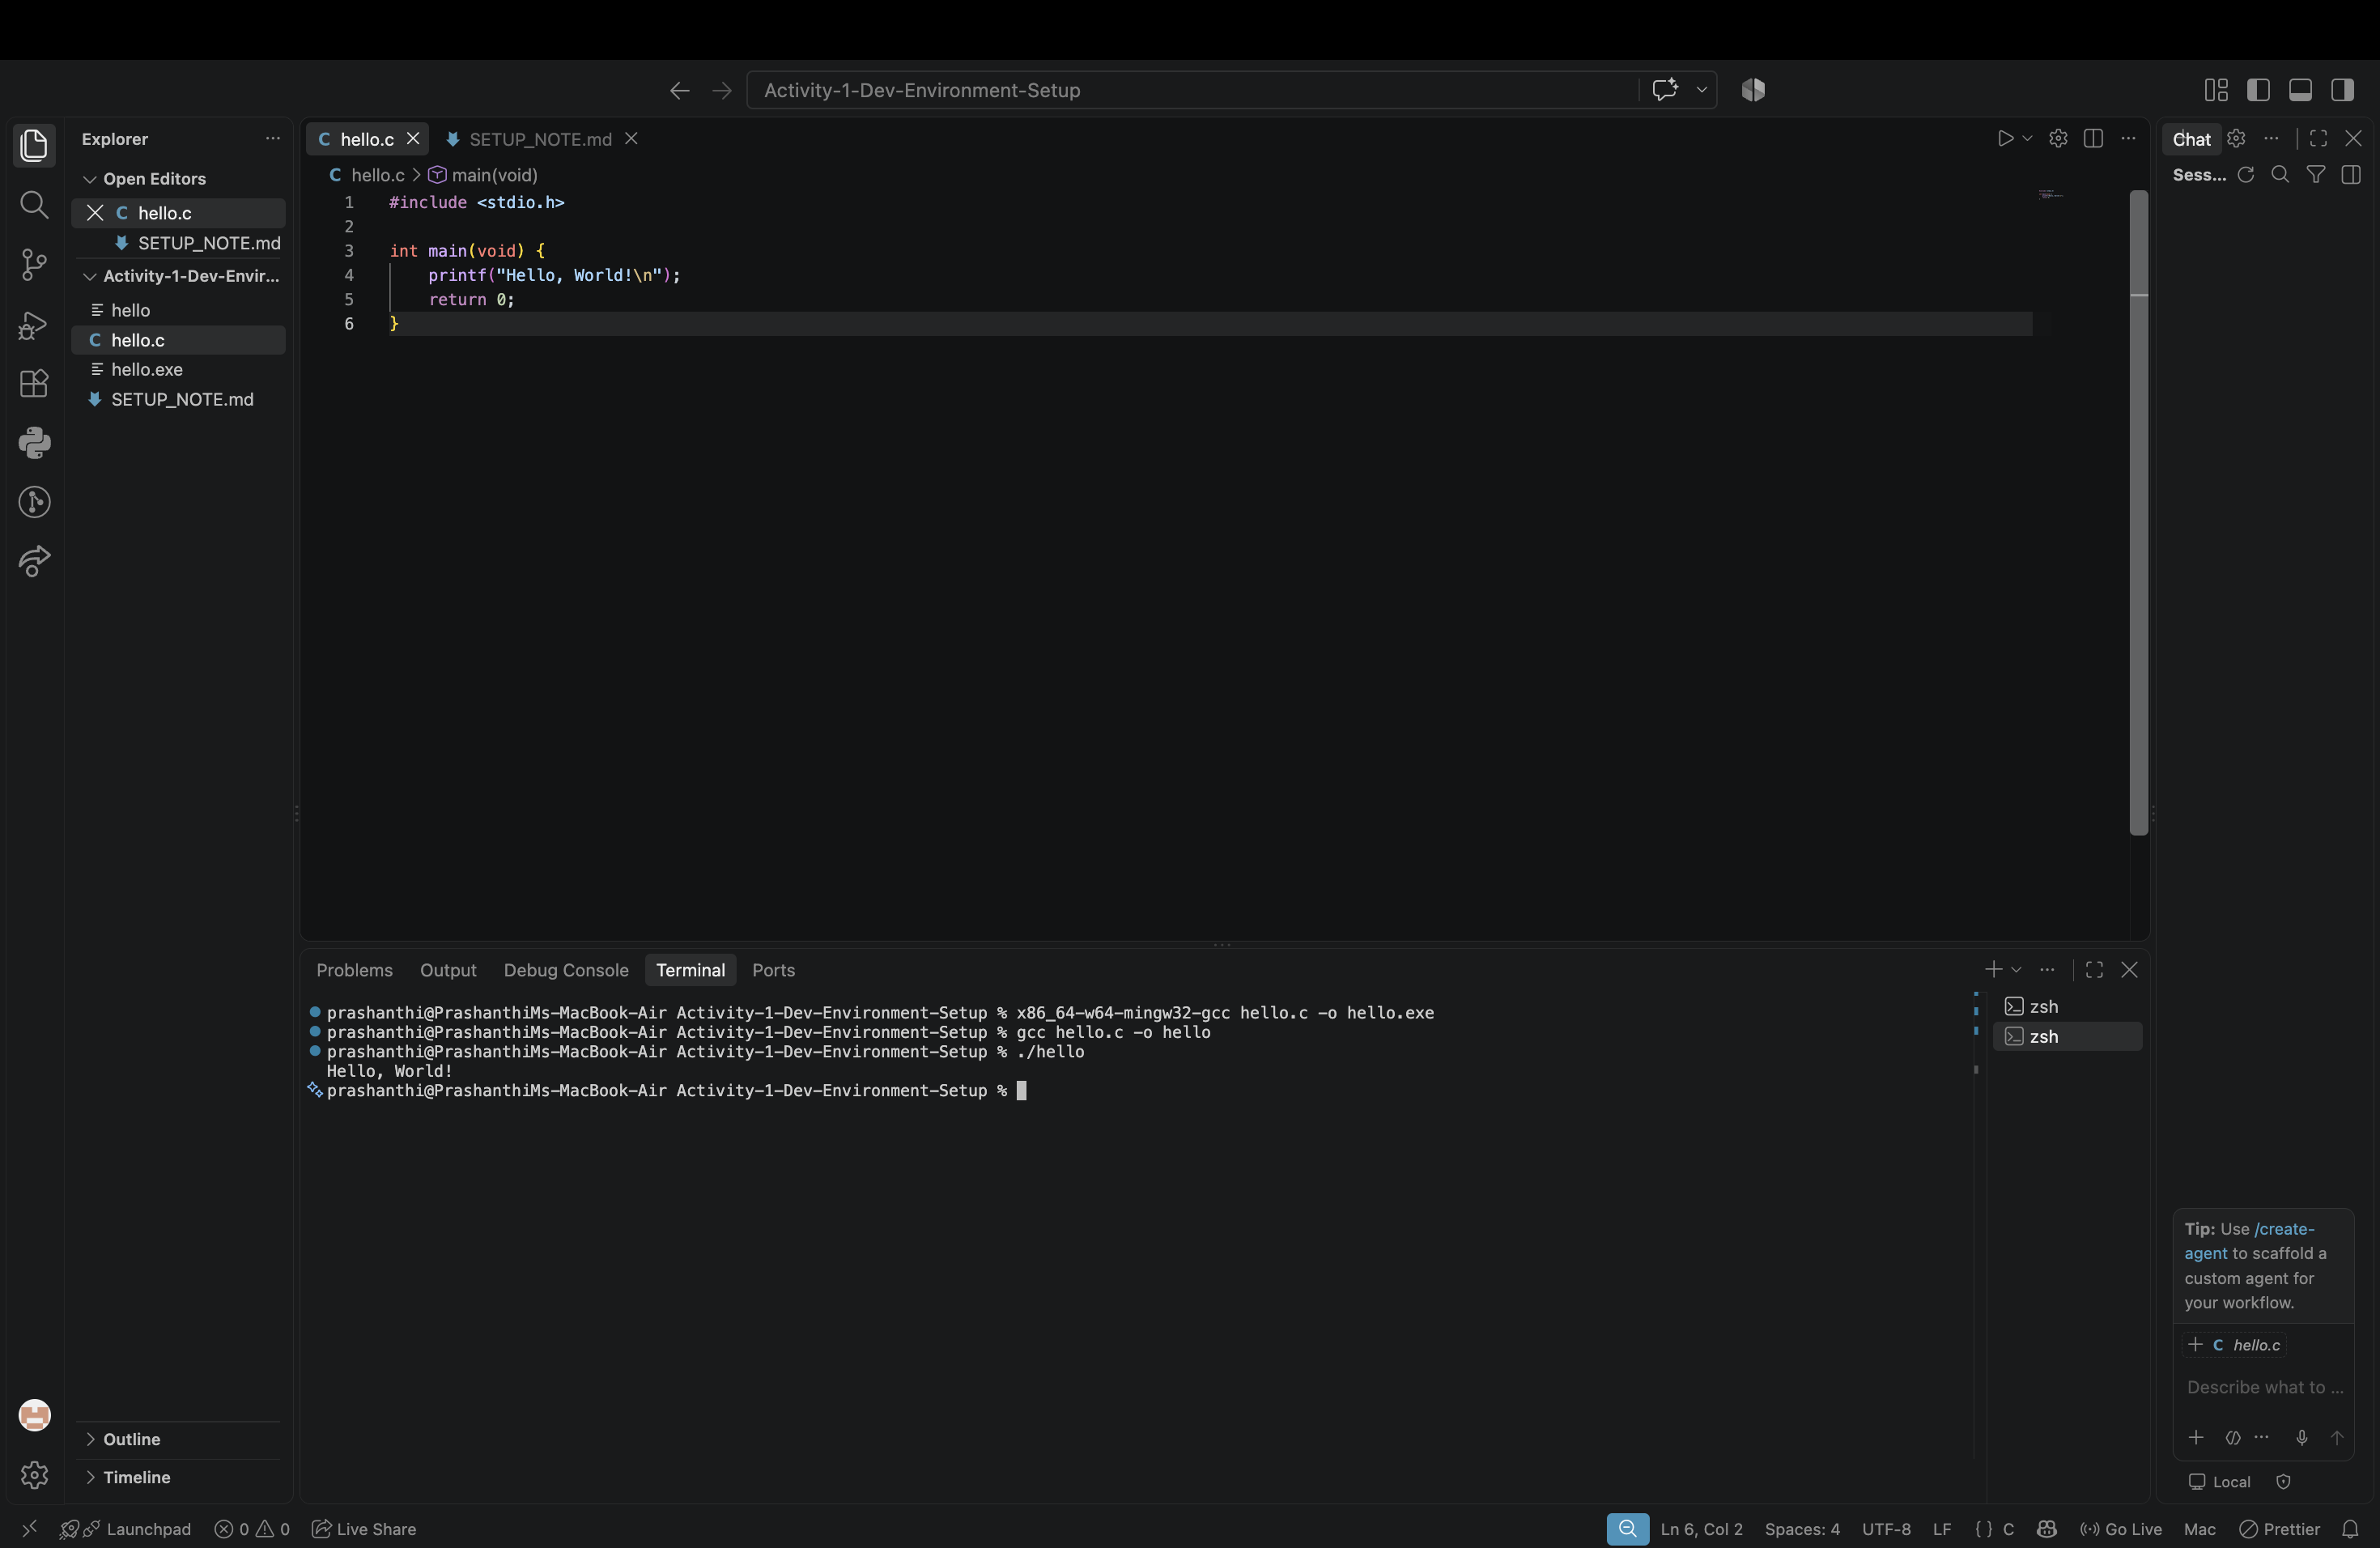 Activity-1-Dev-Environment-Setup
Explorer
Open Editors
hello.c
SETUP_NOTE.md
Activity-1-Dev-Envir...
hello
hello.c
hello.exe
SETUP_NOTE.md
Outline
Timeline
hello.c
SETUP_NOTE.md
hello.c > main(void)
1 #include <stdio.h>
2
3 int main(void) {
4     printf("Hello, World!\n");
5     return 0;
6 }
Problems Output Debug Console Terminal Ports
prashanthi@PrashanthiMs-MacBook-Air Activity-1-Dev-Environment-Setup % x86_64-w64-mingw32-gcc hello.c -o hello.exe
prashanthi@PrashanthiMs-MacBook-Air Activity-1-Dev-Environment-Setup % gcc hello.c -o hello
prashanthi@PrashanthiMs-MacBook-Air Activity-1-Dev-Environment-Setup % ./hello
Hello, World!
prashanthi@PrashanthiMs-MacBook-Air Activity-1-Dev-Environment-Setup %
zsh
zsh
Chat
Sess...
Tip: Use /create-
agent to scaffold a
custom agent for
your workflow.
hello.c
Describe what to ...
Local
Launchpad 0 0 Live Share Ln 6, Col 2 Spaces: 4 UTF-8 LF { } C Go Live Mac Prettier